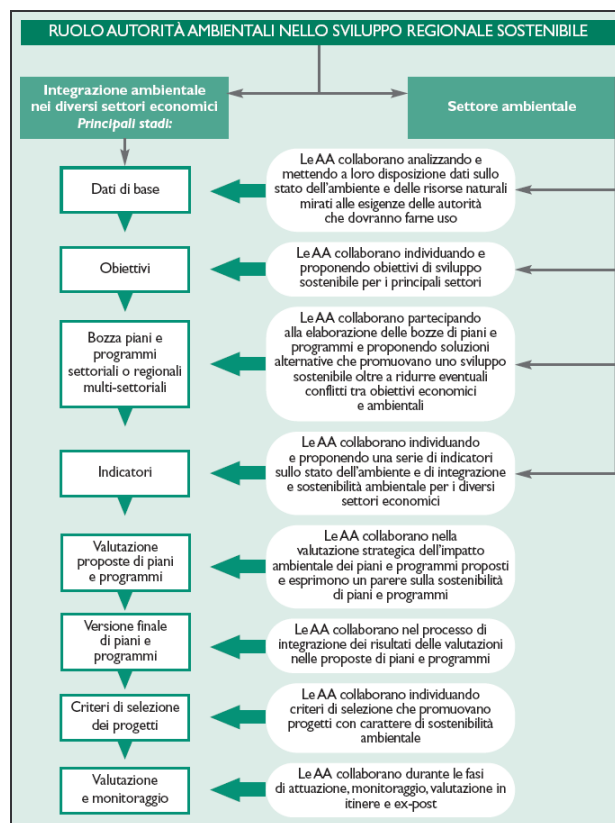 RUOLO AUTORITÀ AMBIENTALI NELLO SVILUPPO REGIONALE SOSTENIBILE
Integrazione ambientale
nei diversi settori economici
Principali stadi:
Settore ambientale
Dati di base
Le AA collaborano analizzando e
mettendo a loro disposizione dati sullo
stato dell’ambiente e delle risorse naturali
mirati alle esigenze delle autorità
che dovranno farne uso
Obiettivi
Le AA collaborano individuando e
proponendo obiettivi di sviluppo
sostenibile per i principali settori
Bozza piani e
programmi
settoriali o regionali
multi-settoriali
Le AA collaborano partecipando
alla elaborazione delle bozze di piani e
programmi e proponendo soluzioni
alternative che promuovano uno sviluppo
sostenibile oltre a ridurre eventuali
conflitti tra obiettivi economici
e ambientali
Indicatori
Le AA collaborano individuando
e proponendo una serie di indicatori
sullo stato dell’ambiente e di integrazione
e sostenibilità ambientale per i diversi
settori economici
Valutazione
proposte di piani
e programmi
Le AA collaborano nella
valutazione strategica dell’impatto
ambientale dei piani e programmi proposti
e esprimono un parere sulla sostenibilità
di piani e programmi
Versione finale
di piani e
programmi
Le AA collaborano nel processo di
integrazione dei risultati delle valutazioni
nelle proposte di piani e programmi
Criteri di selezione
dei progetti
Le AA collaborano individuando
criteri di selezione che promuovano
progetti con carattere di sostenibilità
ambientale
Valutazione
e monitoraggio
Le AA collaborano durante le fasi
di attuazione, monitoraggio, valutazione in
itinere e ex-post